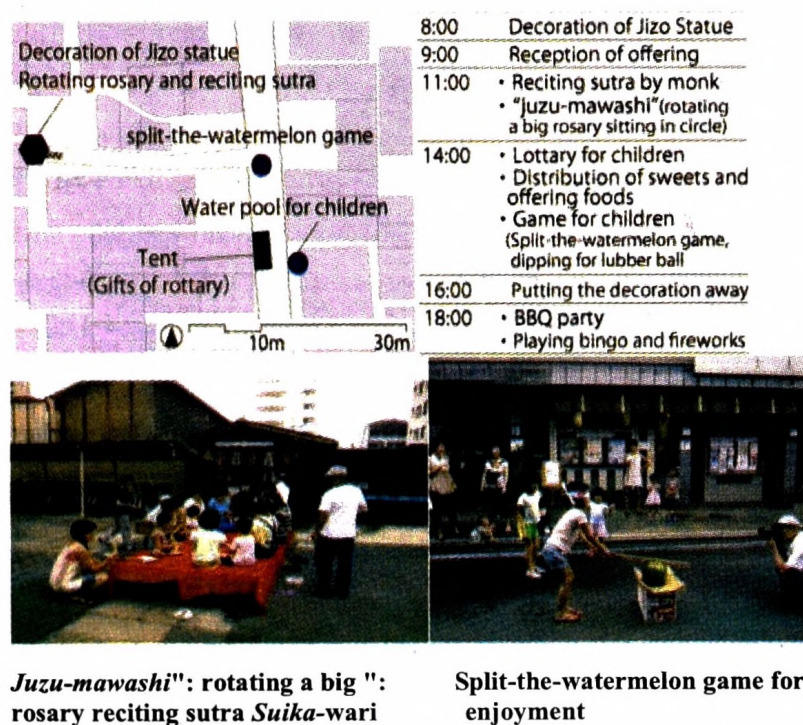 Decoration of Jizo statue
Rotating rosary and reciting sutra
split-the-watermelon game
Water pool for children
Tent
(Gifts of rottary)
10m
30m
8:00 Decoration of Jizo Statue
9:00 Reception of offering
11:00 • Reciting sutra by monk
• "juzu-mawashi"(rotating
a big rosary sitting in circle)
14:00 • Lottary for children
• Distribution of sweets and
offering foods
• Game for children
(Split-the-watermelon game,
dipping for lubber ball
16:00 Putting the decoration away
18:00 • BBQ party
• Playing bingo and fireworks
Juzu-mawashi": rotating a big ":
rosary reciting sutra Suika-wari
Split-the-watermelon game for
enjoyment